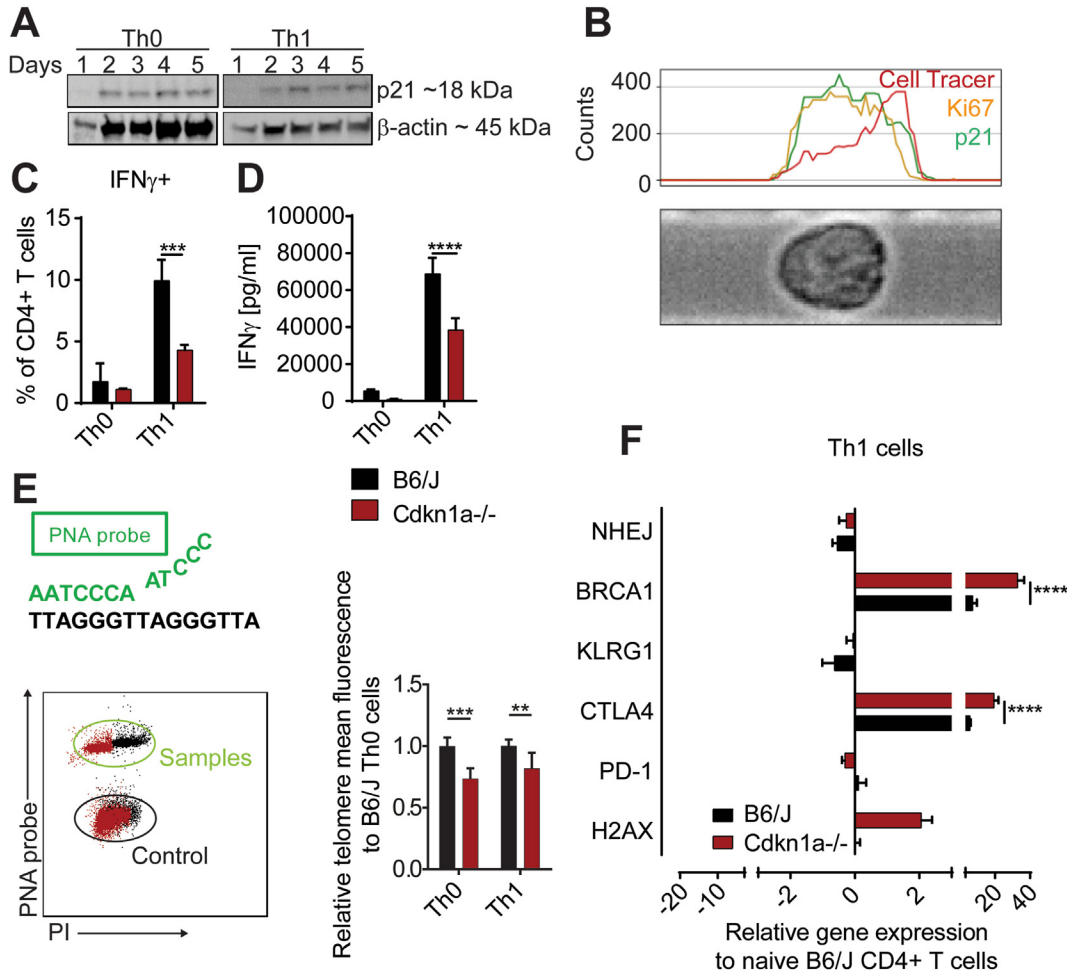 A
Th0
Th1
Days 1 2 3 4 5 1 2 3 4 5
p21 ~18 kDa
β-actin ~ 45 kDa
B
400
200
0
Counts
Cell Tracer
Ki67
p21
C
IFNγ+
15
10
5
0
% of CD4+ T cells
Th0
Th1
***
D
100000
80000
60000
40000
20000
0
IFNγ [pg/ml]
Th0
Th1
****
B6/J
Cdkn1a-/-
E
PNA probe
AATCCCA ATCCCC
TTAGGGTTAGGGTTA
PNA probe
Samples
Control
PI
Relative telomere mean fluorescence
to B6/J Th0 cells
1.5
1.0
0.5
0.0
***
**
Th0
Th1
F
Th1 cells
NHEJ
BRCA1
KLRG1
CTLA4
PD-1
H2AX
****
****
B6/J
Cdkn1a-/-
-20 -10 -2 0 2 20 40
Relative gene expression
to naive B6/J CD4+ T cells